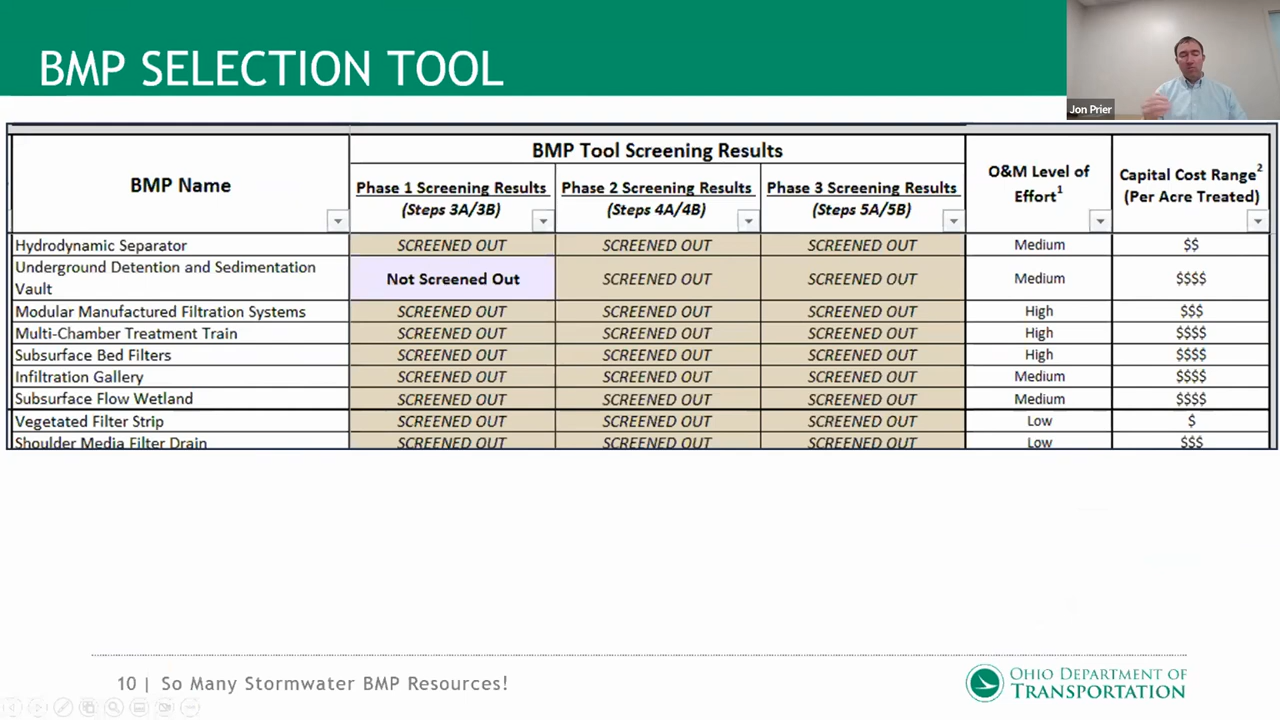 BMP SELECTION TOOL
Jon Prier
BMP Name
BMP Tool Screening Results
Phase 1 Screening Results
(Steps 3A/3B)
Phase 2 Screening Results
(Steps 4A/4B)
Phase 3 Screening Results
(Steps 5A/5B)
O&M Level of
Effort1
Capital Cost Range2
(Per Acre Treated)
Hydrodynamic Separator SCREENED OUT SCREENED OUT SCREENED OUT Medium $$
Underground Detention and Sedimentation
Vault Not Screened Out SCREENED OUT SCREENED OUT Medium $$$$
Modular Manufactured Filtration Systems SCREENED OUT SCREENED OUT SCREENED OUT High $$$
Multi-Chamber Treatment Train SCREENED OUT SCREENED OUT SCREENED OUT High $$$$
Subsurface Bed Filters SCREENED OUT SCREENED OUT SCREENED OUT High $$$$
Infiltration Gallery SCREENED OUT SCREENED OUT SCREENED OUT Medium $$$$
Subsurface Flow Wetland SCREENED OUT SCREENED OUT SCREENED OUT Medium $$$$
Vegetated Filter Strip SCREENED OUT SCREENED OUT SCREENED OUT Low $
Shoulder Media Filter Drain SCREENED OUT SCREENED OUT SCREENED OUT Low $$$
10 | So Many Stormwater BMP Resources!
OHIO DEPARTMENT OF
TRANSPORTATION